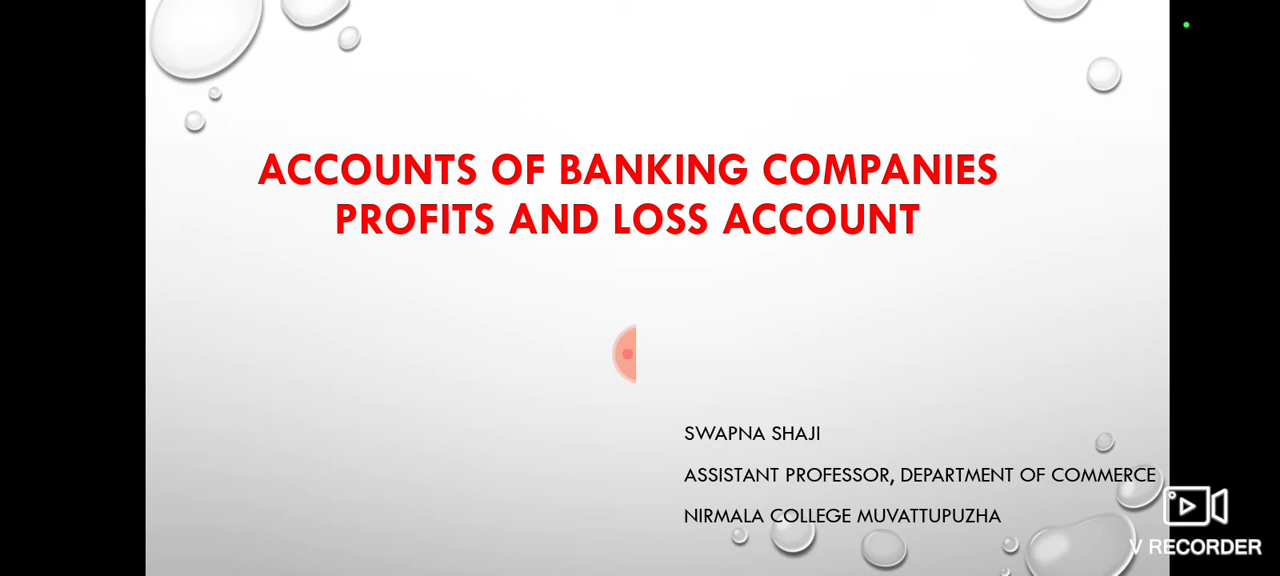 ACCOUNTS OF BANKING COMPANIES
PROFITS AND LOSS ACCOUNT
SWAPNA SHAJI
ASSISTANT PROFESSOR, DEPARTMENT OF COMMERCE
NIRMALA COLLEGE MUVATTUPUZHA
V RECORDER